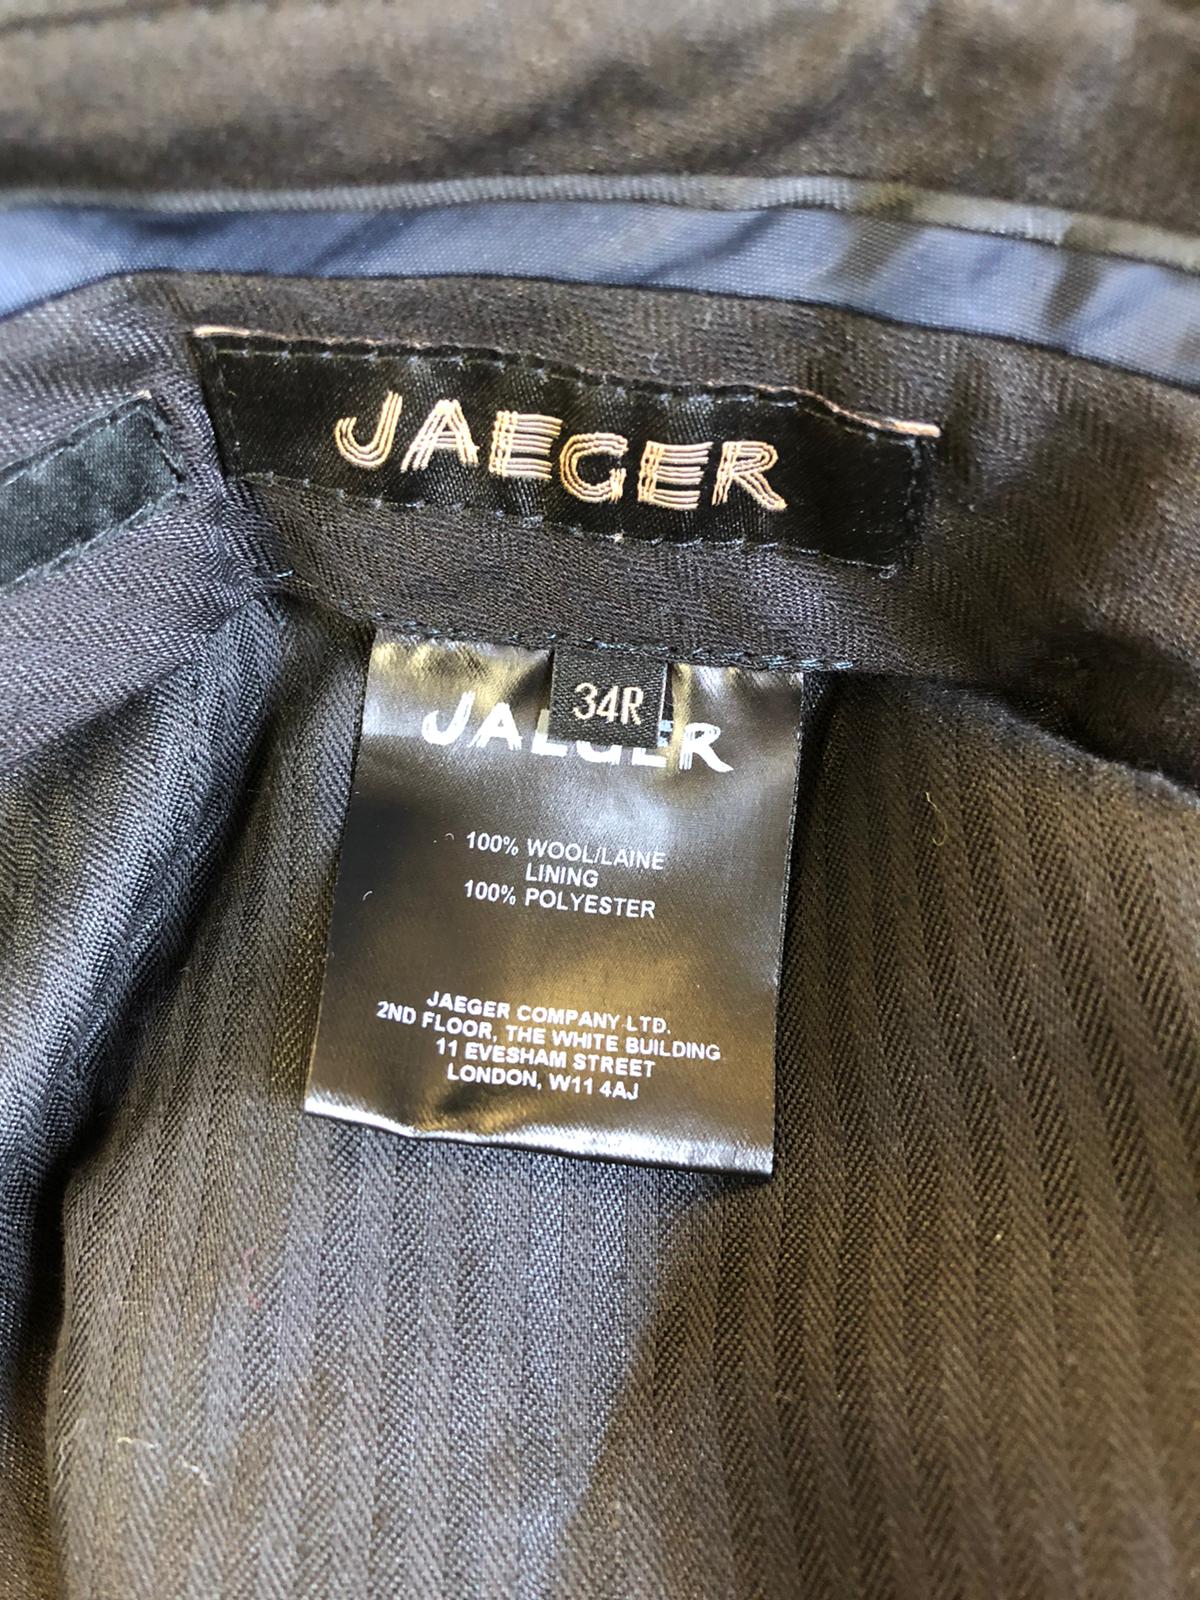 JAEGER
34R
JAEGER
100% WOOL/LAINE
LINING
100% POLYESTER
JAEGER COMPANY LTD.
2ND FLOOR, THE WHITE BUILDING
11 EVESHAM STREET
LONDON, W11 4AJ